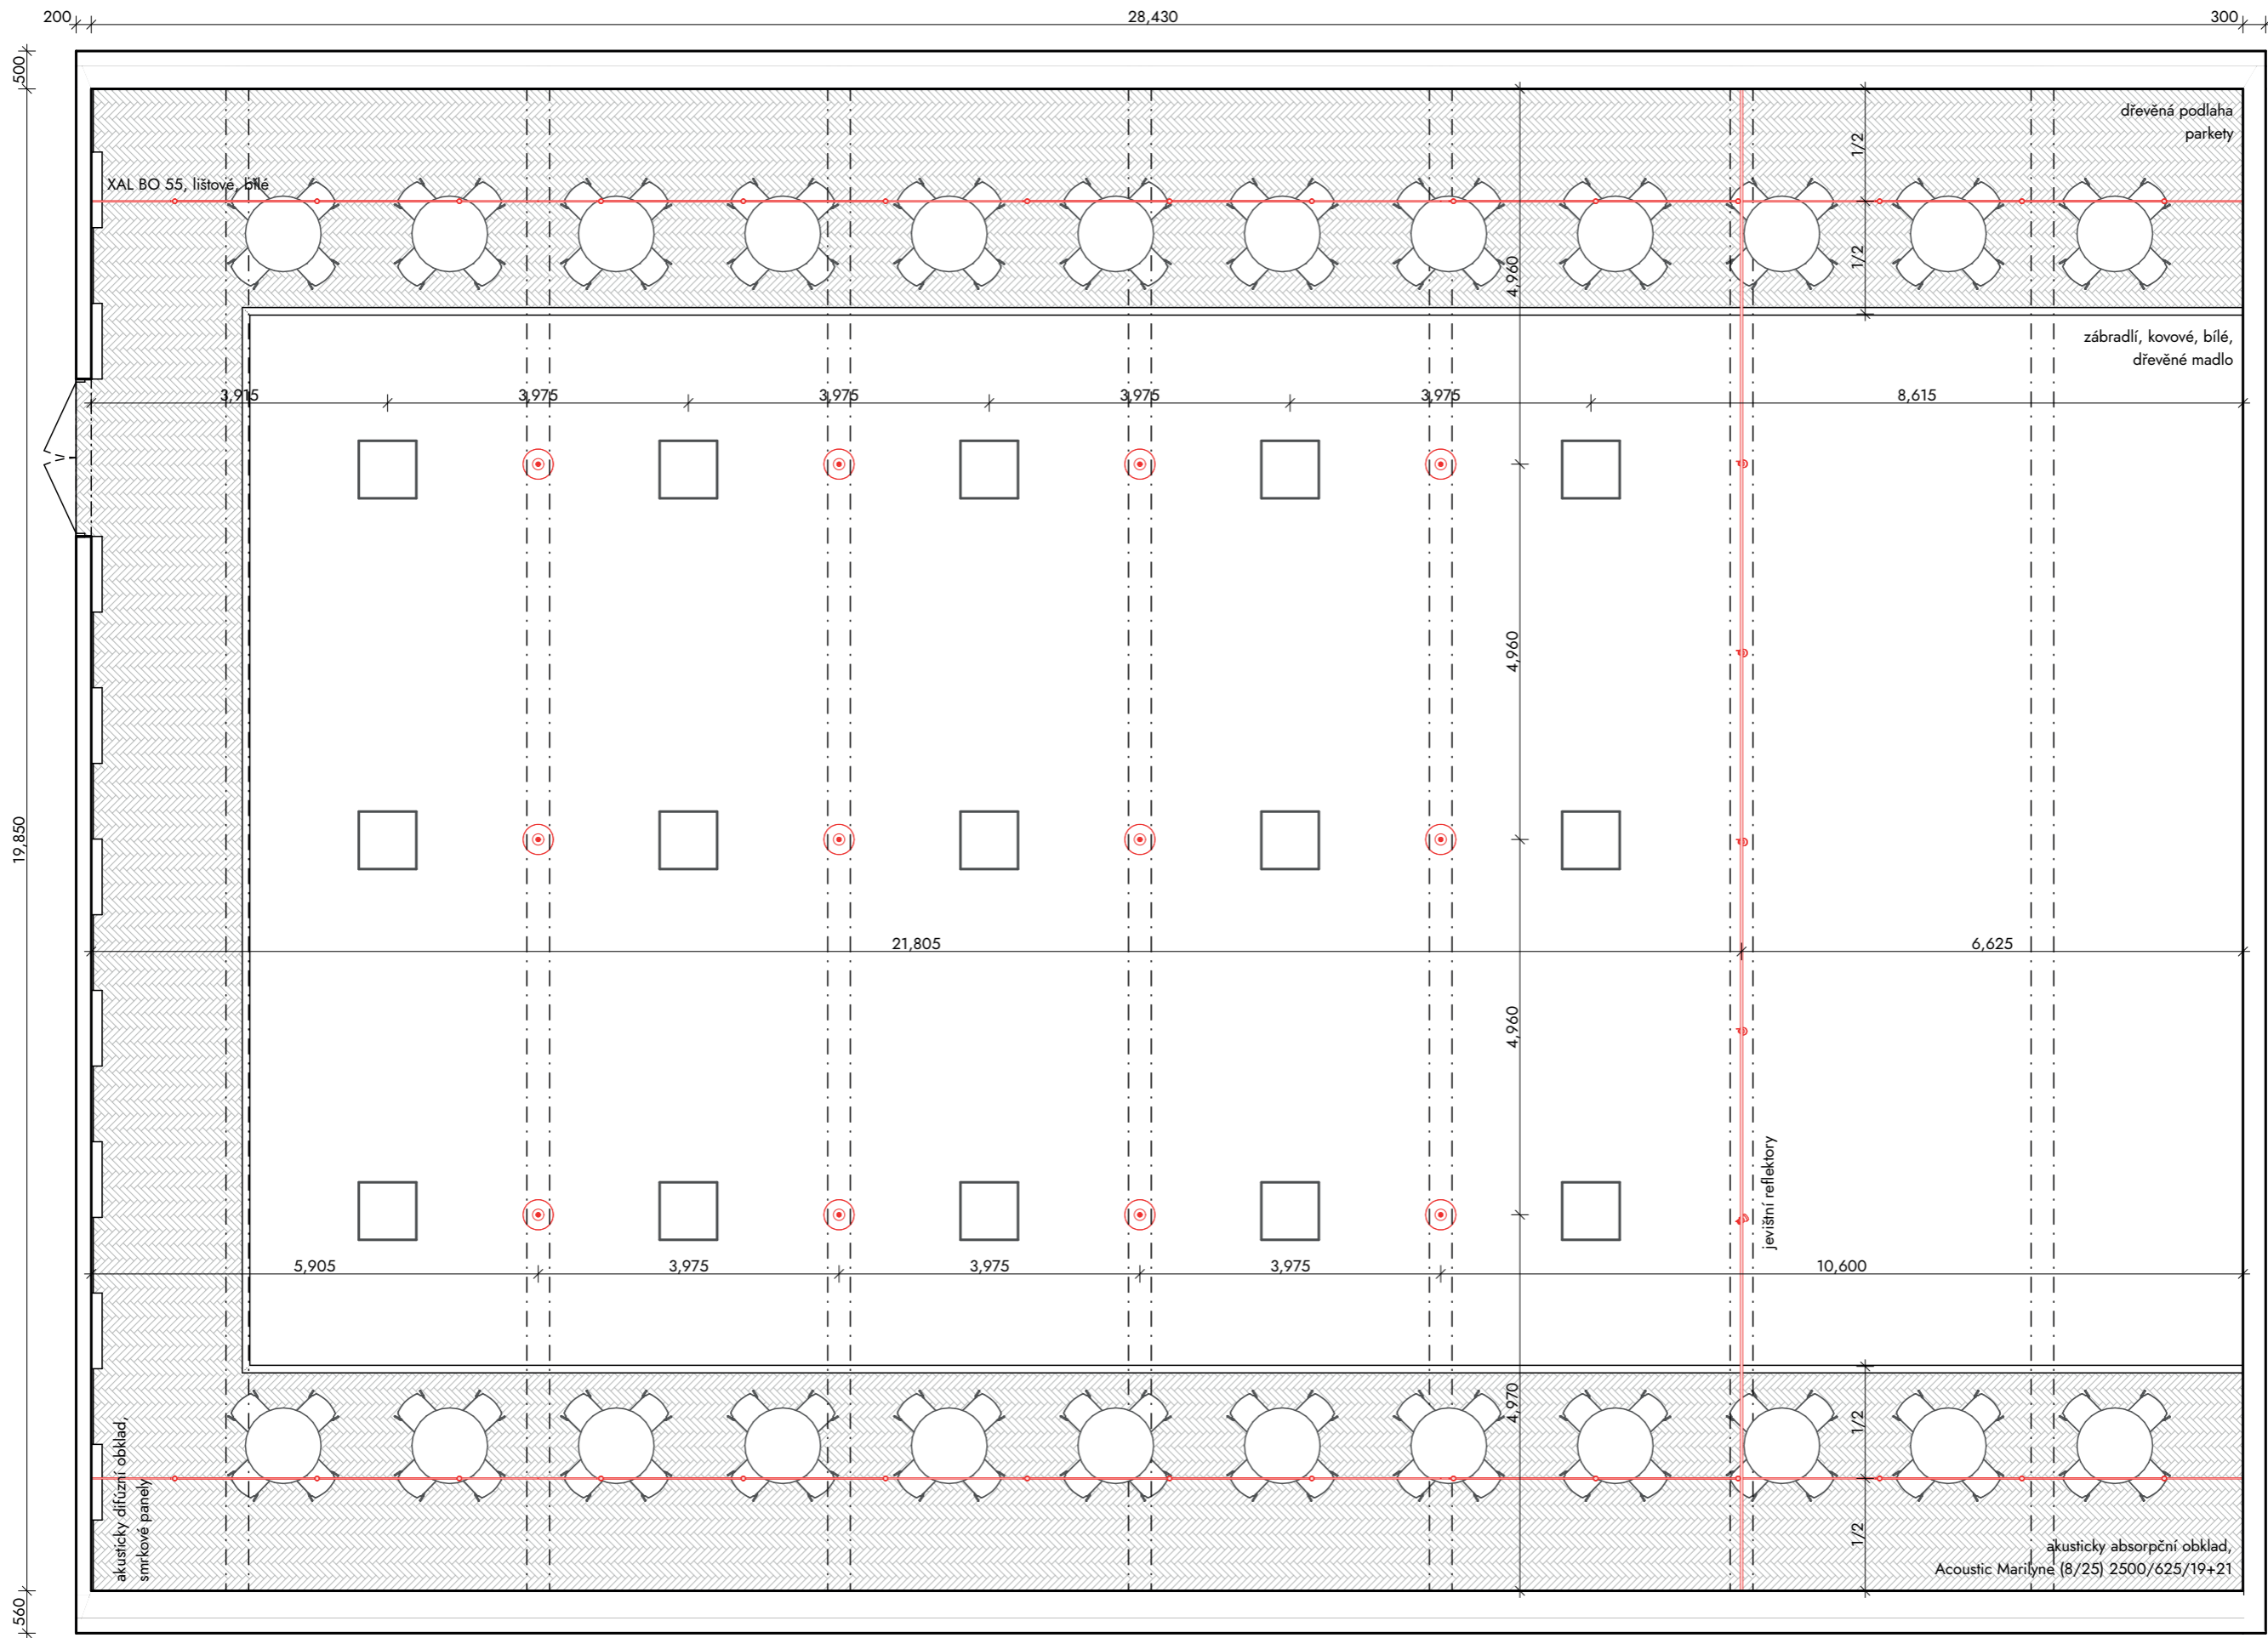 200
28,430
300
500
dřevěná podlaha
parkety
1/2
XAL BO 55, lištové, bílé
1/2
4,960
zábradlí, kovové, bílé,
dřevěné madlo
3,915
3,975
3,975
3,975
3,975
8,615
4,960
19,850
21,805
6,625
4,960
jevištní reflektory
5,905
3,975
3,975
3,975
10,600
4,970
1/2
1/2
akusticky difúzní obklad,
smrkové panely
akusticky absorpční obklad,
Acoustic Marilyne (8/25) 2500/625/19+21
560